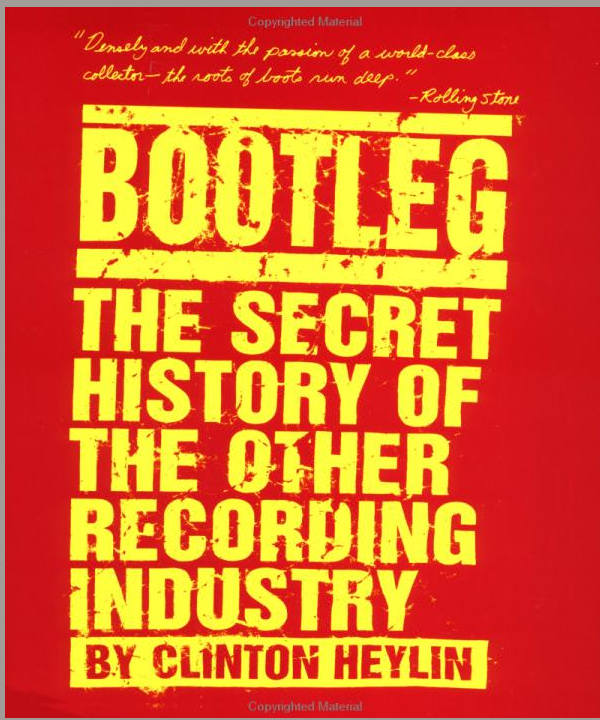 Copyrighted Material
"Densely and with the passion of a world-class
collector—the roots of boots run deep."
-Rolling Stone
BOOTLEG
THE SECRET
HISTORY OF
THE OTHER
RECORDING
INDUSTRY
BY CLINTON HEYLIN
Copyrighted Material